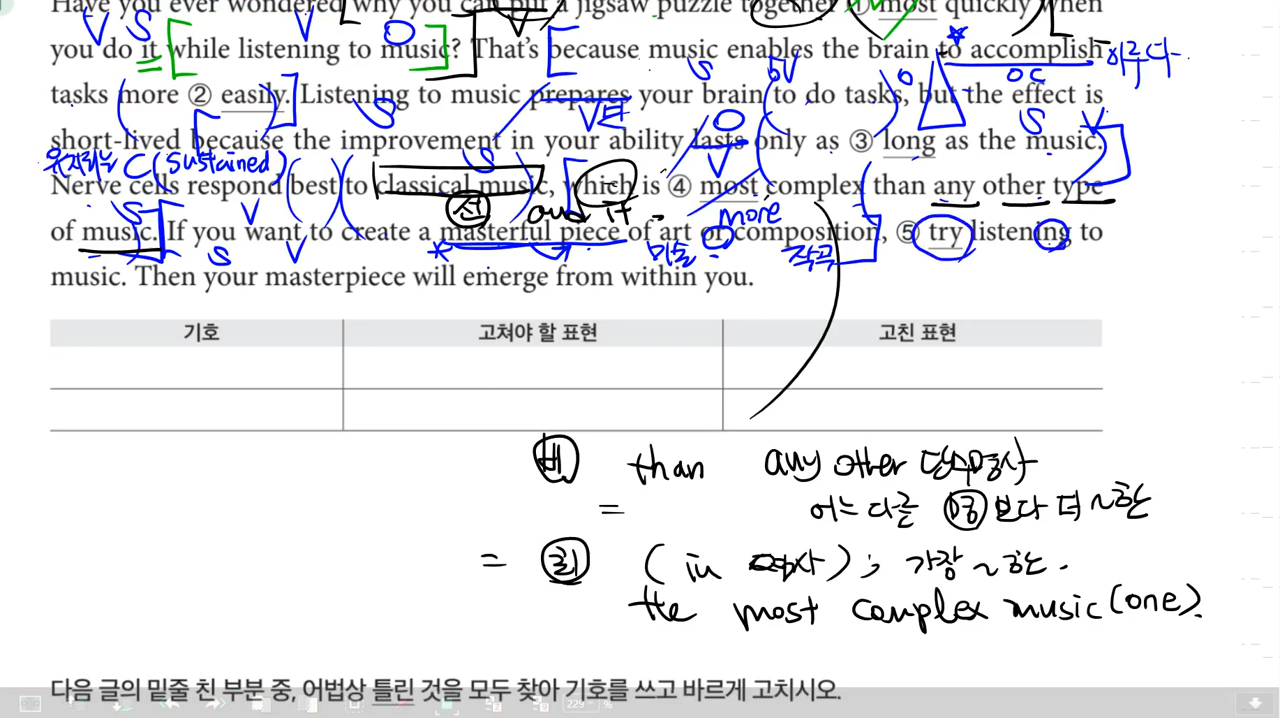 Have you ever wondered why you can put a jigsaw puzzle together ① most quickly when
V S V O S 5V O OC 이루다
you do it while listening to music? That's because music enables the brain to accomplish
tasks more ② easily. Listening to music prepares your brain to do tasks, but the effect is
S V O S V
short-lived because the improvement in your ability lasts only as ③ long as the music.
유지되는 C (sustained) S V
Nerve cells respond best to classical music, which is ④ most complex than any other type
S V 선 and it more
of music. If you want to create a masterful piece of art or composition, ⑤ try listening to
S V 미술 작곡
music. Then your masterpiece will emerge from within you.
기호 고쳐야 할 표현 고친 표현
비 than any other 단수명사
= 어느 다른 명 보다 더 ~한
= 최 (in 명사) ; 가장 ~한.
the most complex music (one).
다음 글의 밑줄 친 부분 중, 어법상 틀린 것을 모두 찾아 기호를 쓰고 바르게 고치시오.
229 %